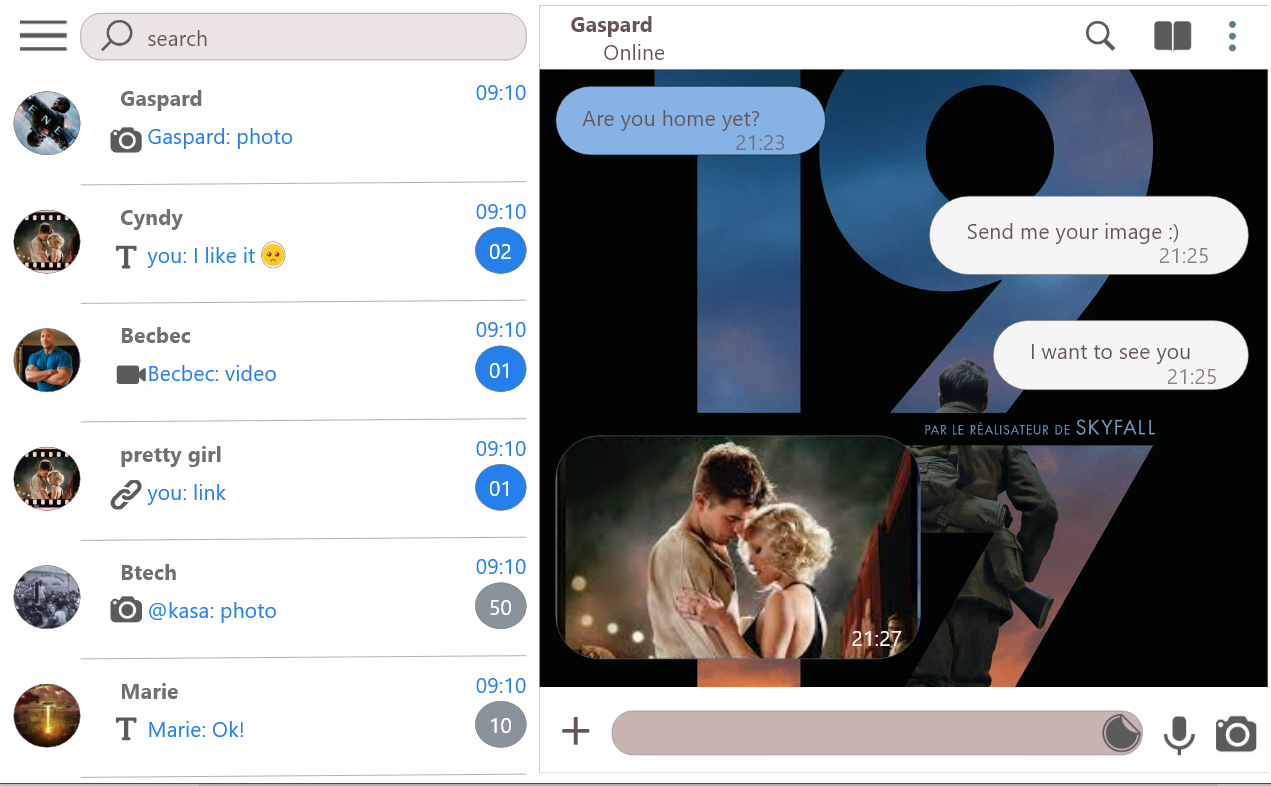 search
Gaspard
09:10
Gaspard: photo
Cyndy
09:10
you: I like it 🥺
02
Becbec
09:10
Becbec: video
01
pretty girl
09:10
you: link
01
Btech
09:10
@kasa: photo
50
Marie
09:10
Marie: Ok!
10
Gaspard
Online
19
Are you home yet?
21:23
Send me your image :)
21:25
I want to see you
21:25
PAR LE RÉALISATEUR DE SKYFALL
17
21:27